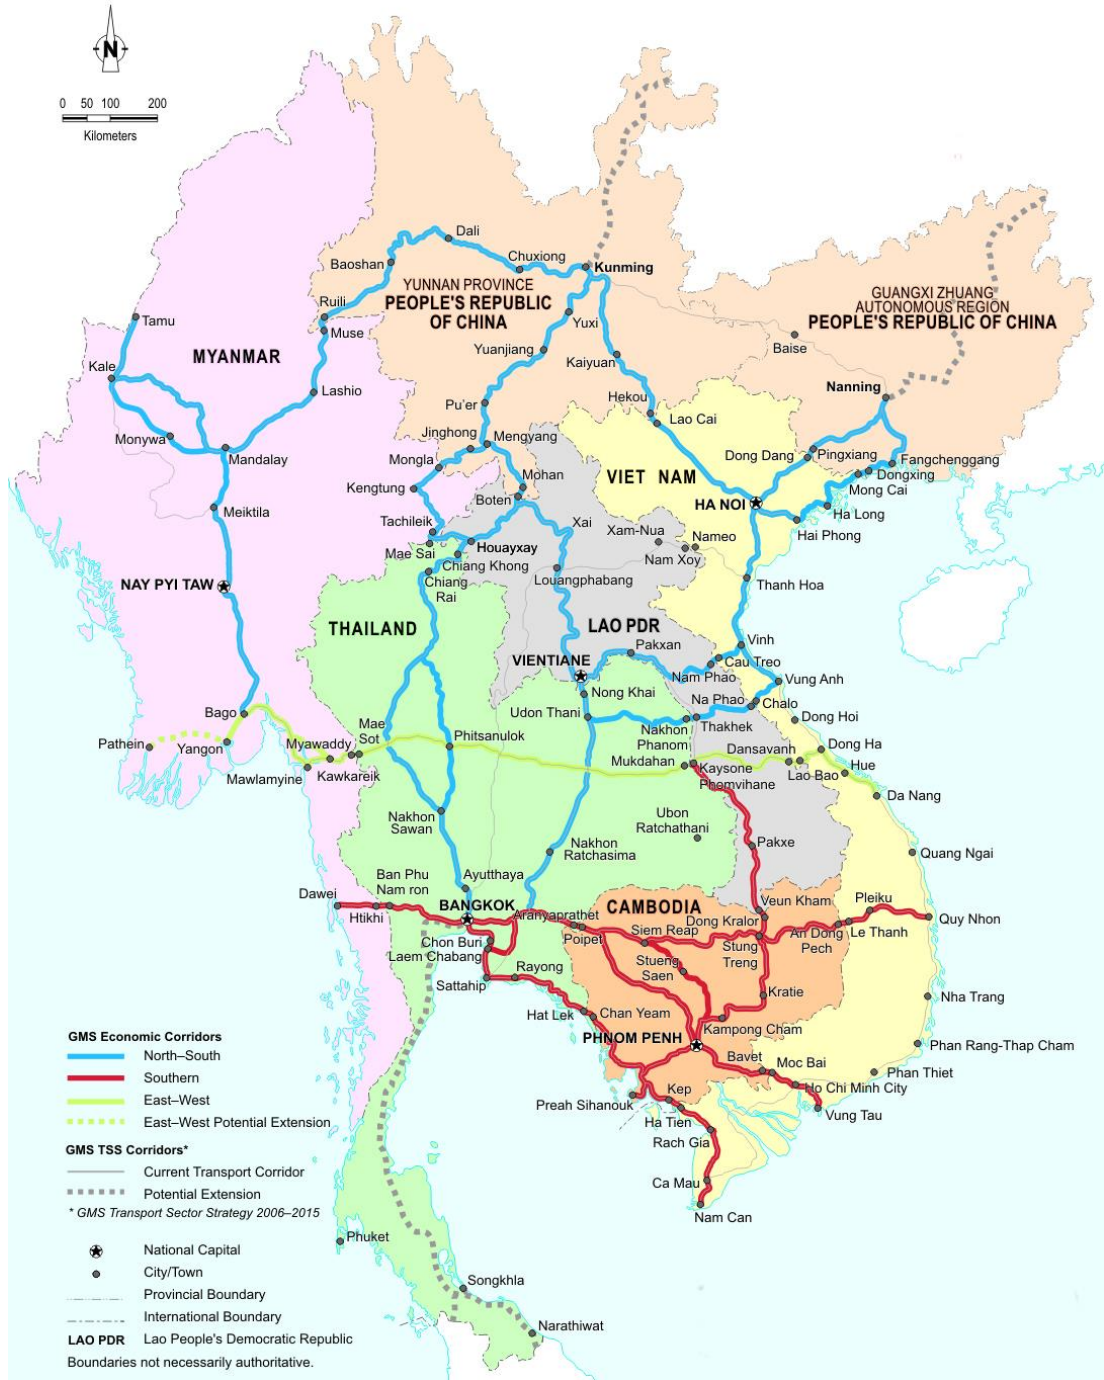 N
0 50 100 200
Kilometers
Dali
Chuxiong
Baoshan
Kunming
YUNNAN PROVINCE
PEOPLE'S REPUBLIC
OF CHINA
GUANGXI ZHUANG
AUTONOMOUS REGION
PEOPLE'S REPUBLIC OF CHINA
Ruili
Muse
Tamu
Yuxi
MYANMAR
Yuanjiang
Kaiyuan
Baise
Kale
Lashio
Nanning
Pu'er
Hekou
Lao Cai
Monywa
Jinghong
Mengyang
Mandalay
Dong Dang
Pingxiang
Fangchenggang
Mongla
Mohan
VIET NAM
Dongxing
Mong Cai
Kengtung
Boten
HA NOI
Ha Long
Meiktila
Tachileik
Xai
Xam-Nua
Nameo
Hai Phong
Mae Sai
Houayxay
Chiang Khong
Nam Xoy
NAY PYI TAW
Chiang
Rai
Louangphabang
Thanh Hoa
THAILAND
LAO PDR
Vinh
Pakxan
VIENTIANE
Cau Treo
Nam Phao
Vung Anh
Nong Khai
Na Phao
Chalo
Bago
Udon Thani
Dong Hoi
Mae
Sot
Nakhon
Phanom
Thakhek
Pathein
Yangon
Myawaddy
Phitsanulok
Dansavanh
Dong Ha
Mukdahan
Kaysone
Phomvihane
Lao Bao
Hue
Mawlamyine
Kawkareik
Da Nang
Nakhon
Sawan
Ubon
Ratchathani
Nakhon
Ratchasima
Pakxe
Quang Ngai
Ban Phu
Nam ron
Ayutthaya
Dawei
Htikhi
BANGKOK
Aranyaprathet
CAMBODIA
Veun Kham
Pleiku
Dong Kralor
Quy Nhon
Poipet
Siem Reap
An Dong
Pech
Le Thanh
Chon Buri
Laem Chabang
Stung
Treng
Stueng
Saen
Rayong
Sattahip
Kratie
Nha Trang
Hat Lek
Chan Yeam
Kampong Cham
PHNOM PENH
Phan Rang-Thap Cham
Bavet
Moc Bai
Phan Thiet
Ho Chi Minh City
Kep
Preah Sihanouk
Vung Tau
Ha Tien
Rach Gia
Ca Mau
Nam Can
Phuket
Songkhla
Narathiwat
GMS Economic Corridors
North–South
Southern
East–West
East–West Potential Extension
GMS TSS Corridors*
Current Transport Corridor
Potential Extension
* GMS Transport Sector Strategy 2006–2015
National Capital
City/Town
Provincial Boundary
International Boundary
LAO PDR Lao People's Democratic Republic
Boundaries not necessarily authoritative.